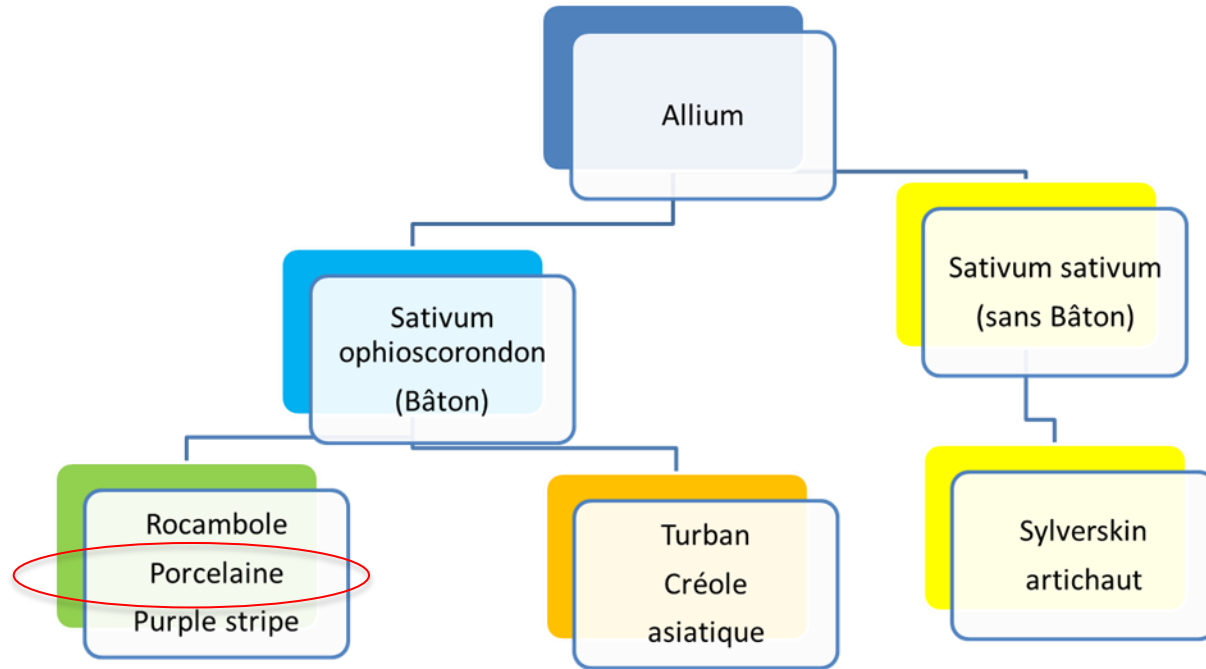 Allium
Sativum sativum
(sans Bâton)
Sativum
ophioscorondon
(Bâton)
Rocambole
Porcelaine
Purple stripe
Turban
Créole
asiatique
Sylverskin
artichaut